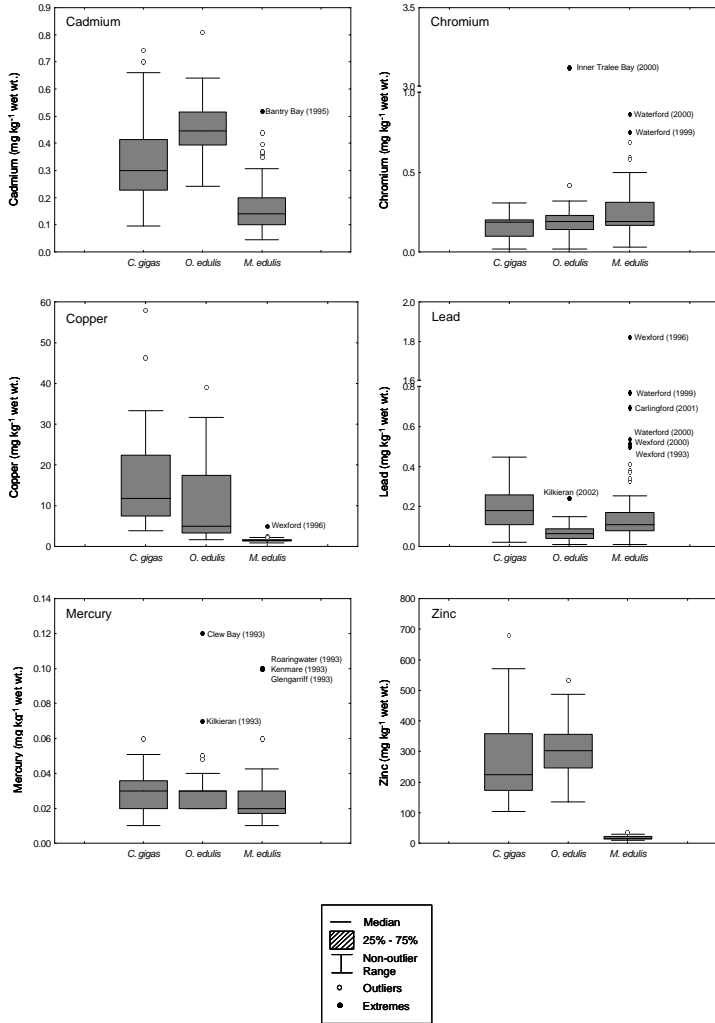 Cadmium
Cadmium (mg kg⁻¹ wet wt.)
0.9
0.8
0.7
0.6
0.5
0.4
0.3
0.2
0.1
0.0
Bantry Bay (1995)
C. gigas O. edulis M. edulis
Chromium
Chromium (mg kg⁻¹ wet wt.)
3.5
3.0
1.0
0.5
0.0
Inner Tralee Bay (2000)
Waterford (2000)
Waterford (1999)
C. gigas O. edulis M. edulis
Copper
Copper (mg kg⁻¹ wet wt.)
60
50
40
30
20
10
0
Wexford (1996)
C. gigas O. edulis M. edulis
Lead
Lead (mg kg⁻¹ wet wt.)
2.0
1.8
1.6
0.8
0.6
0.4
0.2
0.0
Wexford (1996)
Waterford (1999)
Carlingford (2001)
Waterford (2000)
Wexford (2000)
Wexford (1993)
Kilkieran (2002)
C. gigas O. edulis M. edulis
Mercury
Mercury (mg kg⁻¹ wet wt.)
0.14
0.12
0.10
0.08
0.06
0.04
0.02
0.00
Clew Bay (1993)
Roaringwater (1993)
Kenmare (1993)
Glengarriff (1993)
Kilkieran (1993)
C. gigas O. edulis M. edulis
Zinc
Zinc (mg kg⁻¹ wet wt.)
800
700
600
500
400
300
200
100
0
C. gigas O. edulis M. edulis
Median
25% - 75%
Non-outlier
Range
Outliers
Extremes